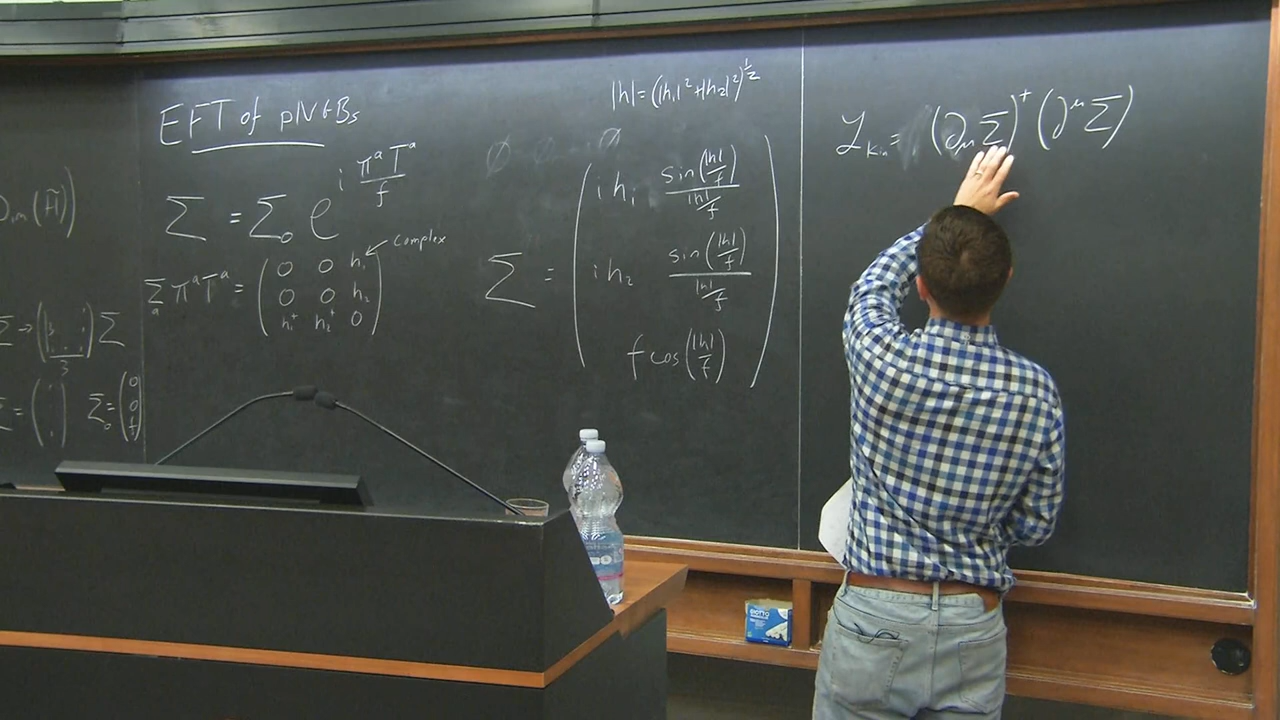 EFT of pNGBs
Σ = Σ₀ e^{i π^a T^a / f}
Σ_a π^a T^a = ( 0 0 h₁
0 0 h₂
h₁† h₂† 0 )
complex
|h| = (|h₁|² + |h₂|²)^{1/2}
Σ = ( i h₁ sin(|h|/f) / (|h|/f)
i h₂ sin(|h|/f) / (|h|/f)
f cos(|h|/f) )
ℒ_Kin = (∂_μ Σ)† (∂^μ Σ)
Σ → ( ) Σ
3
Σ = ( ) Σ₀ = ( 0
0
f )